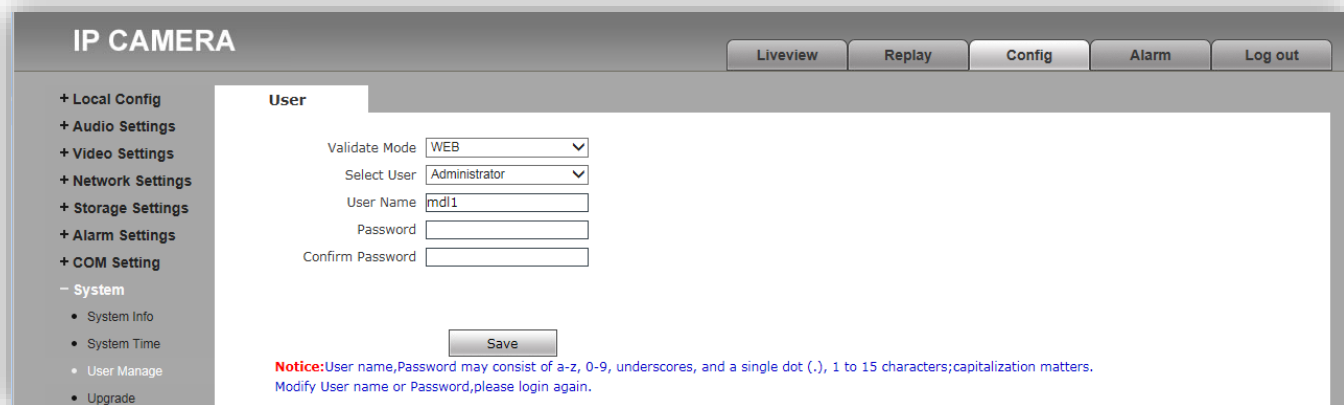 IP CAMERA
Liveview Replay Config Alarm Log out
+ Local Config
+ Audio Settings
+ Video Settings
+ Network Settings
+ Storage Settings
+ Alarm Settings
+ COM Setting
− System
• System Info
• System Time
• User Manage
• Upgrade
User
Validate Mode WEB
Select User Administrator
User Name mdl1
Password
Confirm Password
Save
Notice:User name,Password may consist of a-z, 0-9, underscores, and a single dot (.), 1 to 15 characters;capitalization matters.
Modify User name or Password,please login again.